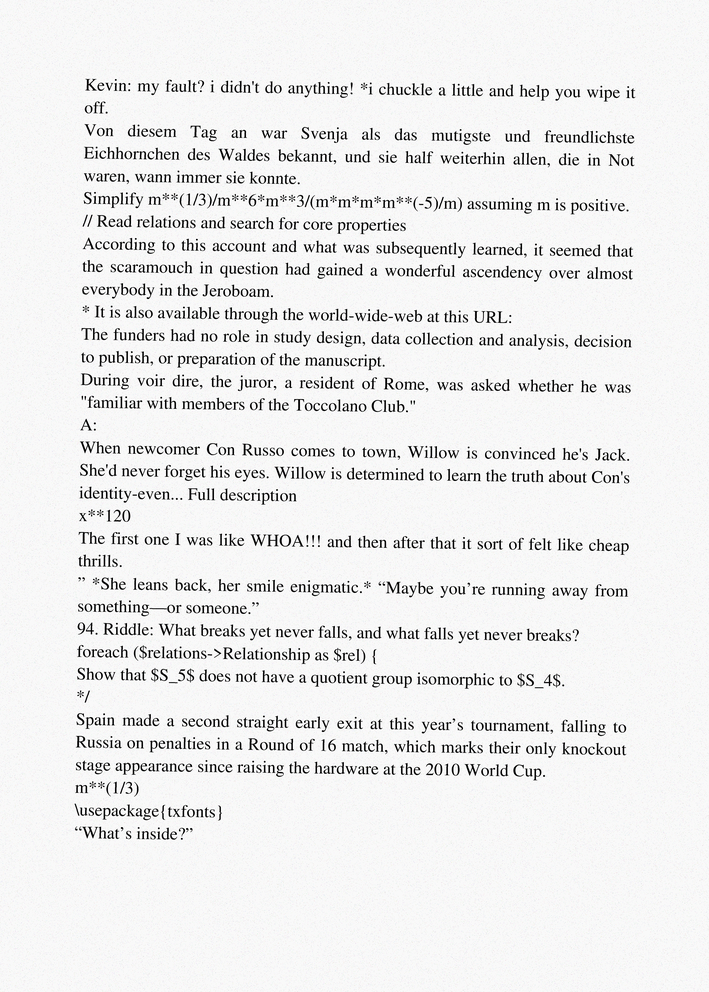 Kevin: my fault? i didn't do anything! *i chuckle a little and help you wipe it
off.
Von diesem Tag an war Svenja als das mutigste und freundlichste
Eichhornchen des Waldes bekannt, und sie half weiterhin allen, die in Not
waren, wann immer sie konnte.
Simplify m**(1/3)/m**6*m**3/(m*m*m*m**(-5)/m) assuming m is positive.
// Read relations and search for core properties
According to this account and what was subsequently learned, it seemed that
the scaramouch in question had gained a wonderful ascendency over almost
everybody in the Jeroboam.
* It is also available through the world-wide-web at this URL:
The funders had no role in study design, data collection and analysis, decision
to publish, or preparation of the manuscript.
During voir dire, the juror, a resident of Rome, was asked whether he was
"familiar with members of the Toccolano Club."
A:
When newcomer Con Russo comes to town, Willow is convinced he's Jack.
She'd never forget his eyes. Willow is determined to learn the truth about Con's
identity-even... Full description
x**120
The first one I was like WHOA!!! and then after that it sort of felt like cheap
thrills.
” *She leans back, her smile enigmatic.* “Maybe you’re running away from
something—or someone.”
94. Riddle: What breaks yet never falls, and what falls yet never breaks?
foreach ($relations->Relationship as $rel) {
Show that $S_5$ does not have a quotient group isomorphic to $S_4$.
*/
Spain made a second straight early exit at this year’s tournament, falling to
Russia on penalties in a Round of 16 match, which marks their only knockout
stage appearance since raising the hardware at the 2010 World Cup.
m**(1/3)
\usepackage{txfonts}
“What’s inside?”